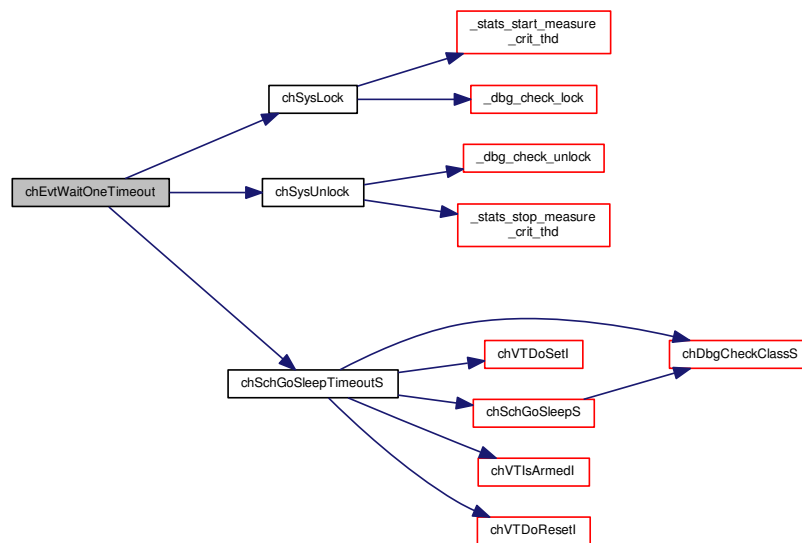 _stats_start_measure
_crit_thd
chSysLock
_dbg_check_lock
_dbg_check_unlock
chEvtWaitOneTimeout
chSysUnlock
_stats_stop_measure
_crit_thd
chVTDoSetI
chDbgCheckClassS
chSchGoSleepTimeoutS
chSchGoSleepS
chVTIsArmedI
chVTDoResetI